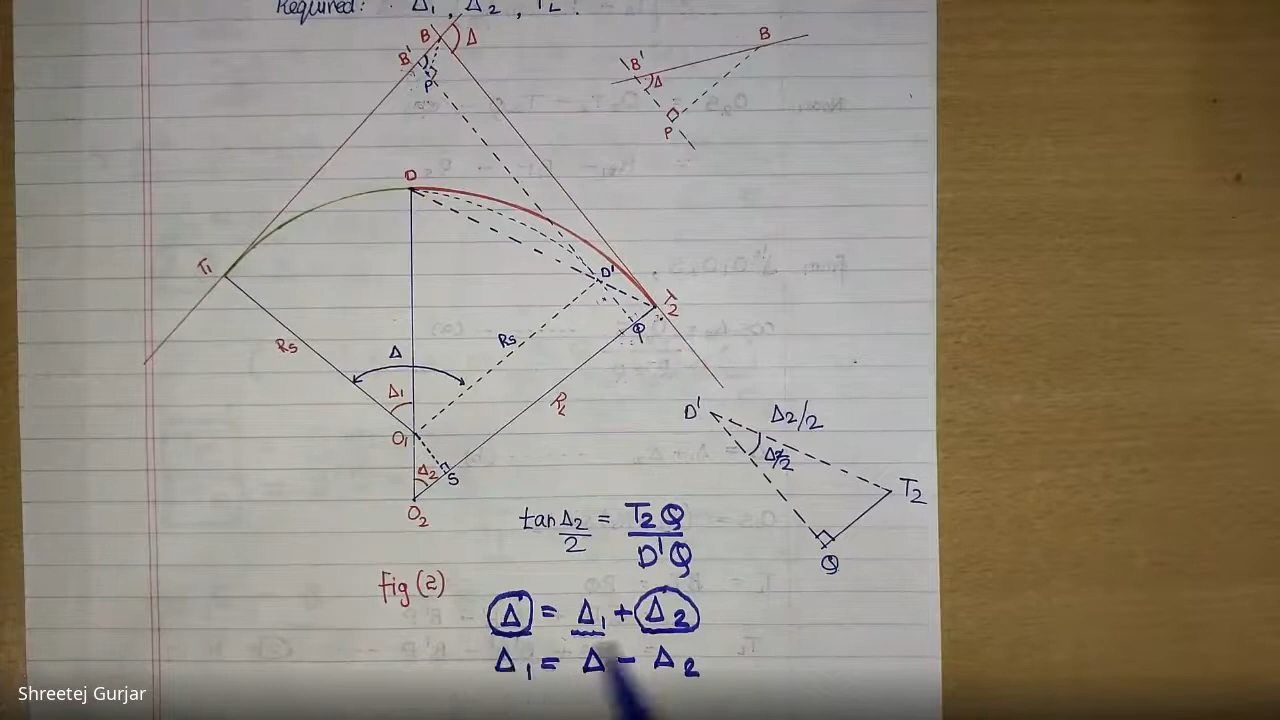 Required: Δ1, Δ2, TL.
B
Δ
B'
P
B
B'
Δ
P
D
T1
D'
T2
Q
Rs
Rs
Δ
Δ1
RL
O1
Δ2
S
O2
D'
Δ2/2
Δ2/2
T2
Q
tan Δ2/2 = T2Q/D'Q
fig (2)
Δ = Δ1 + Δ2
Δ1 = Δ - Δ2
Shreetej Gurjar